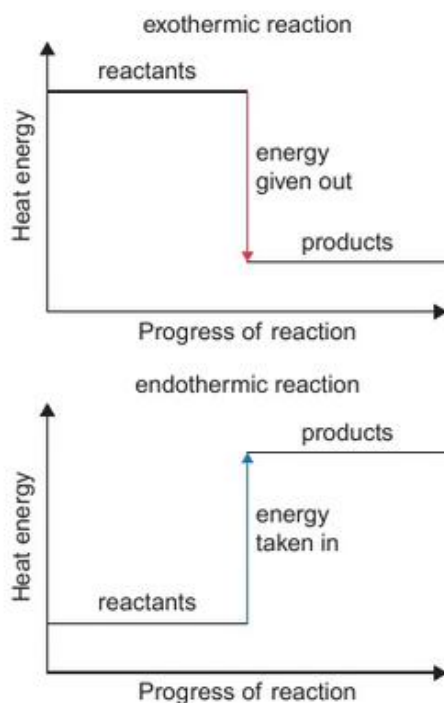 exothermic reaction
reactants
energy
given out
products
Heat energy
Progress of reaction
endothermic reaction
products
energy
taken in
reactants
Heat energy
Progress of reaction